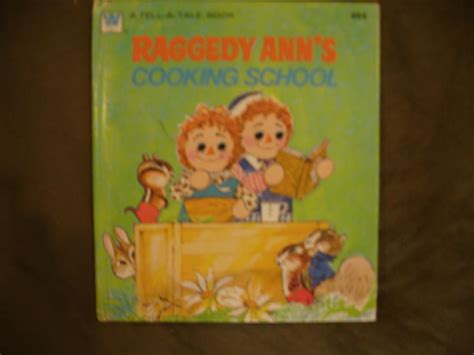 W A TELL-A-TALE BOOK
RAGGEDY ANN'S
COOKING SCHOOL